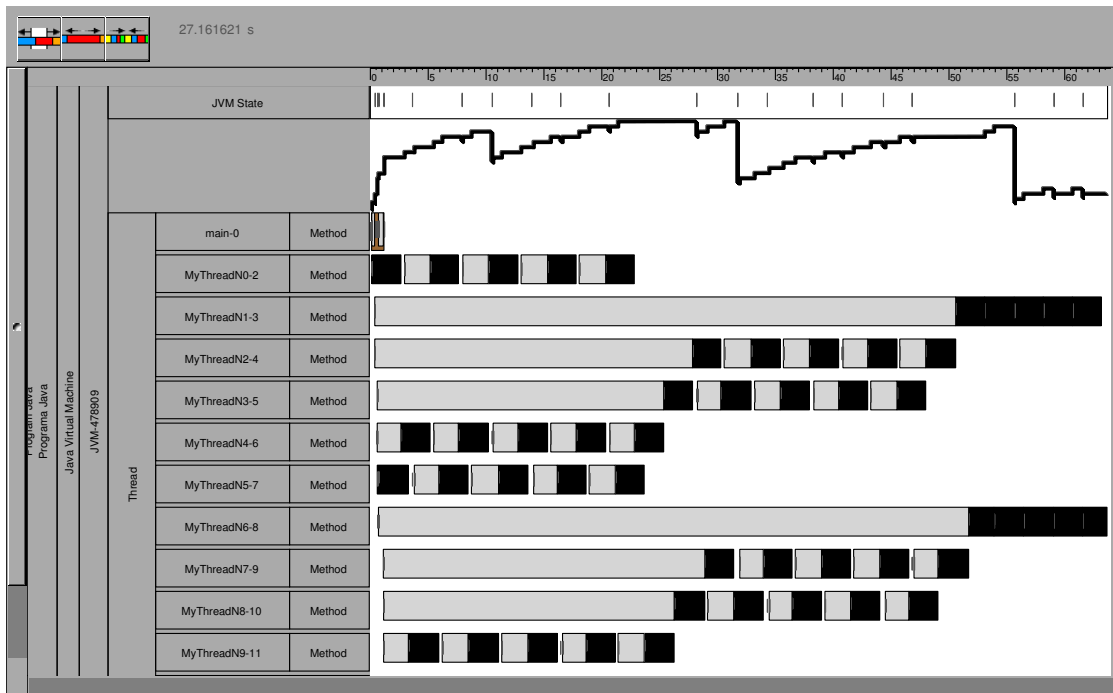 27.161621 s
0 5 10 15 20 25 30 35 40 45 50 55 60
JVM State
main-0 Method
MyThreadN0-2 Method
MyThreadN1-3 Method
MyThreadN2-4 Method
MyThreadN3-5 Method
MyThreadN4-6 Method
MyThreadN5-7 Method
MyThreadN6-8 Method
MyThreadN7-9 Method
MyThreadN8-10 Method
MyThreadN9-11 Method
Programa Java
Java Virtual Machine
JVM-478909
Thread